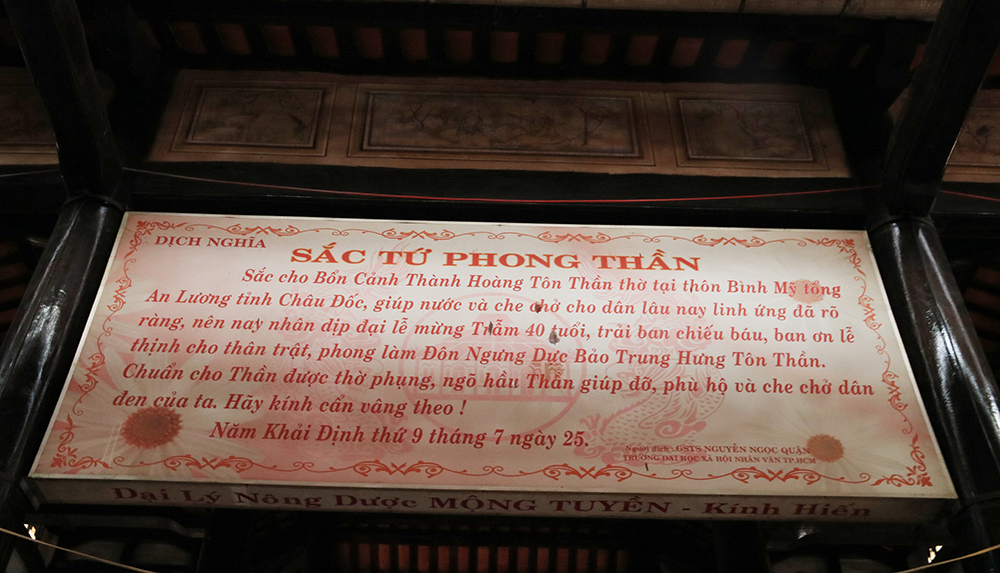 DỊCH NGHĨA
SẮC TỨ PHONG THẦN
Sắc cho Bổn Cảnh Thành Hoàng Tôn Thần thờ tại thôn Bình Mỹ tổng
An Lương tỉnh Châu Đốc, giúp nước và che chở cho dân lâu nay linh ứng đã rõ
ràng, nên nay nhân dịp đại lễ mừng Trẫm 40 tuổi, trải ban chiếu báu, ban ơn lễ
thịnh cho thân trật, phong làm Đôn Ngưng Dực Bảo Trung Hưng Tôn Thần.
Chuẩn cho Thần được thờ phụng, ngõ hầu Thần giúp đỡ, phù hộ và che chở dân
đen của ta. Hãy kính cẩn vâng theo !
Năm Khải Định thứ 9 tháng 7 ngày 25.
Người dịch : GSTS NGUYỄN NGỌC QUẬN
TRƯỜNG ĐẠI HỌC XÃ HỘI NHÂN VĂN TP.HCM
Đại Lý Nông Dược MỘNG TUYỀN - Kính Hiến